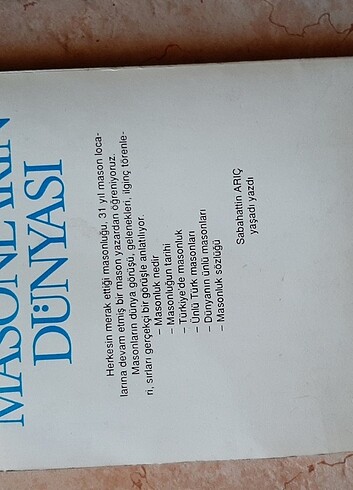 MASONLARIN
DÜNYASI
Herkesin merak ettiği masonluğu, 31 yıl mason loca-
larına devam etmiş bir mason yazardan öğreniyoruz.
Masonların dünya görüşü, gelenekleri, ilginç törenle-
ri, sırları gerçekçi bir görüşle anlatılıyor.
– Masonluk nedir
– Masonluğun tarihi
– Türkiye'de masonluk
– Ünlü Türk masonları
– Dünyanın ünlü masonları
– Masonluk sözlüğü
Sabahattin ARIÇ
yaşadı yazdı